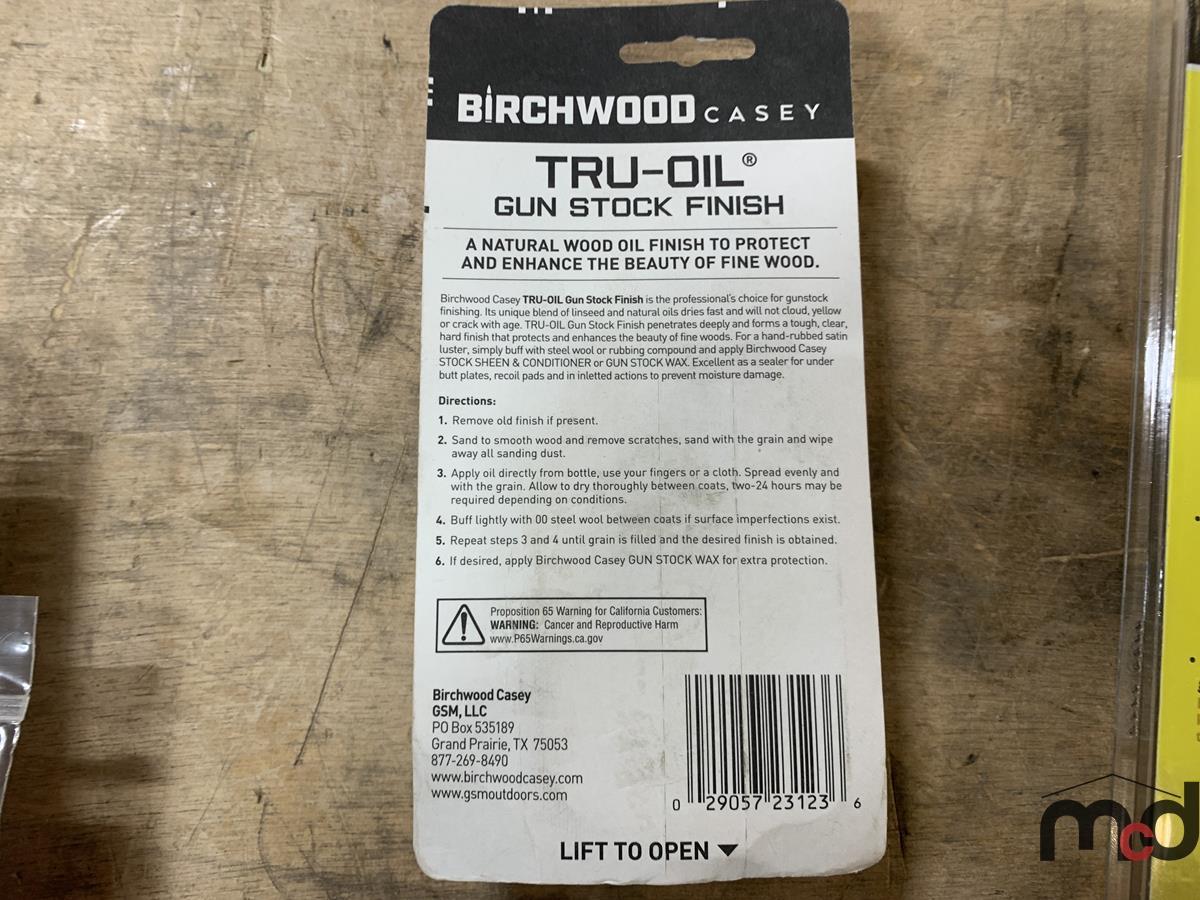 BIRCHWOOD CASEY
TRU-OIL®
GUN STOCK FINISH
A NATURAL WOOD OIL FINISH TO PROTECT
AND ENHANCE THE BEAUTY OF FINE WOOD.
Birchwood Casey TRU-OIL Gun Stock Finish is the professional's choice for gunstock
finishing. Its unique blend of linseed and natural oils dries fast and will not cloud, yellow
or crack with age. TRU-OIL Gun Stock Finish penetrates deeply and forms a tough, clear,
hard finish that protects and enhances the beauty of fine woods. For a hand-rubbed satin
luster, simply buff with steel wool or rubbing compound and apply Birchwood Casey
STOCK SHEEN & CONDITIONER or GUN STOCK WAX. Excellent as a sealer for under
butt plates, recoil pads and in inletted actions to prevent moisture damage.
Directions:
1. Remove old finish if present.
2. Sand to smooth wood and remove scratches, sand with the grain and wipe
away all sanding dust.
3. Apply oil directly from bottle, use your fingers or a cloth. Spread evenly and
with the grain. Allow to dry thoroughly between coats, two-24 hours may be
required depending on conditions.
4. Buff lightly with 00 steel wool between coats if surface imperfections exist.
5. Repeat steps 3 and 4 until grain is filled and the desired finish is obtained.
6. If desired, apply Birchwood Casey GUN STOCK WAX for extra protection.
Proposition 65 Warning for California Customers:
WARNING: Cancer and Reproductive Harm
www.P65Warnings.ca.gov
Birchwood Casey
GSM, LLC
PO Box 535189
Grand Prairie, TX 75053
877-269-8490
www.birchwoodcasey.com
www.gsmoutdoors.com
0 29057 23123 6
LIFT TO OPEN
mcd